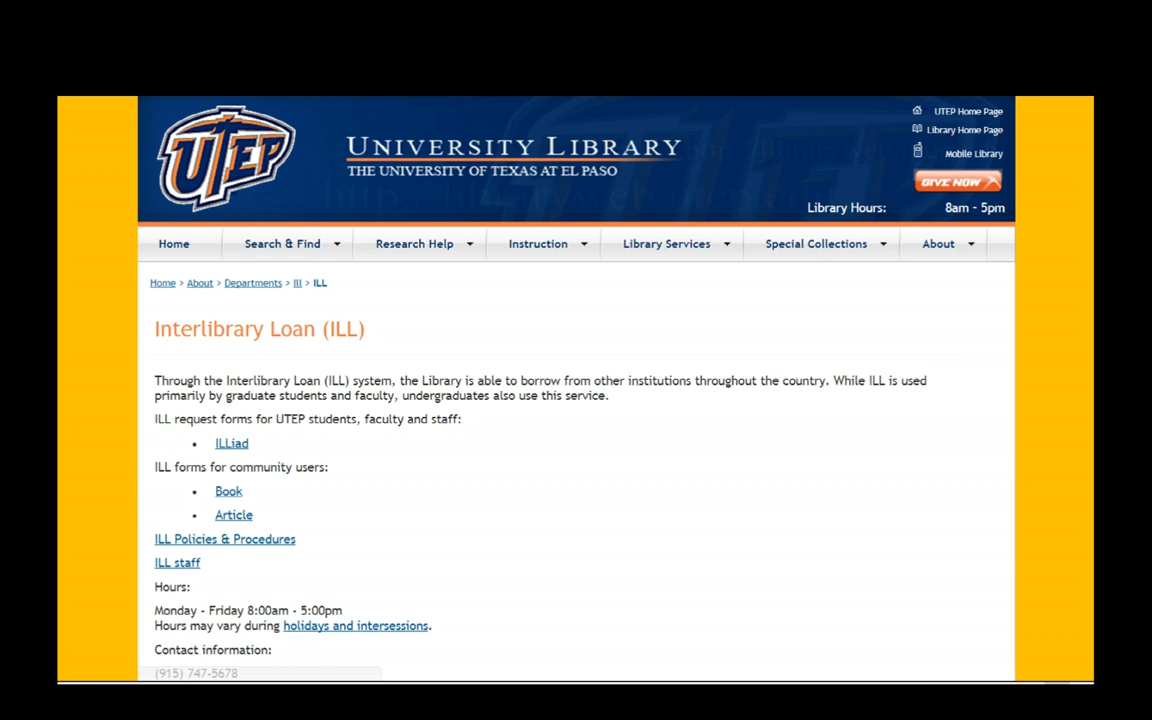 UTEP
UNIVERSITY LIBRARY
THE UNIVERSITY OF TEXAS AT EL PASO
UTEP Home Page
Library Home Page
Mobile Library
GIVE NOW
Library Hours: 8am - 5pm
Home Search & Find Research Help Instruction Library Services Special Collections About
Home > About > Departments > Ill > ILL
Interlibrary Loan (ILL)
Through the Interlibrary Loan (ILL) system, the Library is able to borrow from other institutions throughout the country. While ILL is used
primarily by graduate students and faculty, undergraduates also use this service.
ILL request forms for UTEP students, faculty and staff:
• ILLiad
ILL forms for community users:
• Book
• Article
ILL Policies & Procedures
ILL staff
Hours:
Monday - Friday 8:00am - 5:00pm
Hours may vary during holidays and intersessions.
Contact information:
(915) 747-5678